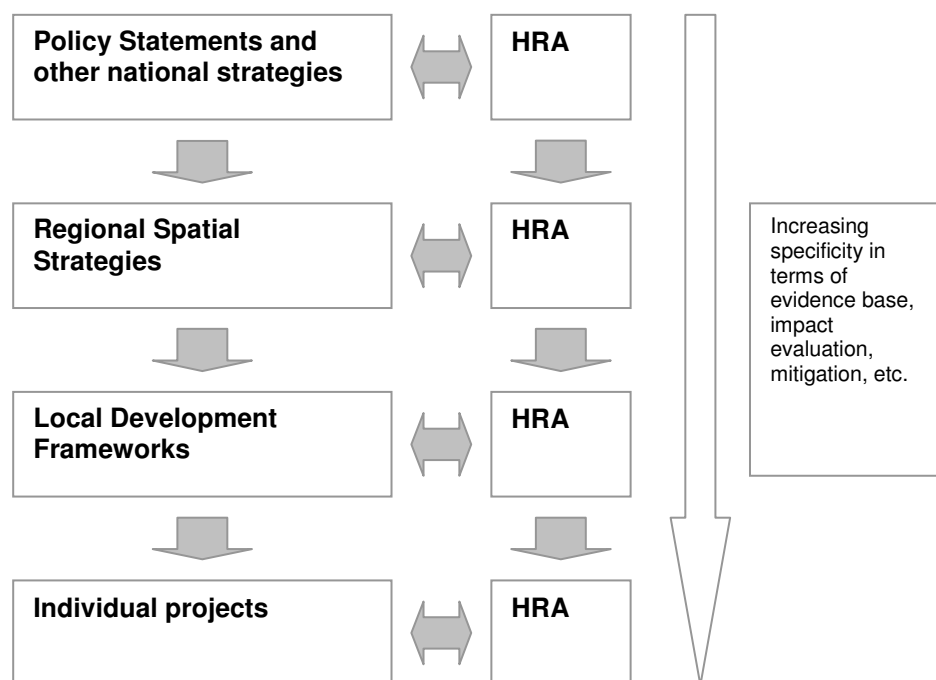 Policy Statements and
other national strategies
HRA
Regional Spatial
Strategies
HRA
Increasing
specificity in
terms of
evidence base,
impact
evaluation,
mitigation, etc.
Local Development
Frameworks
HRA
Individual projects
HRA